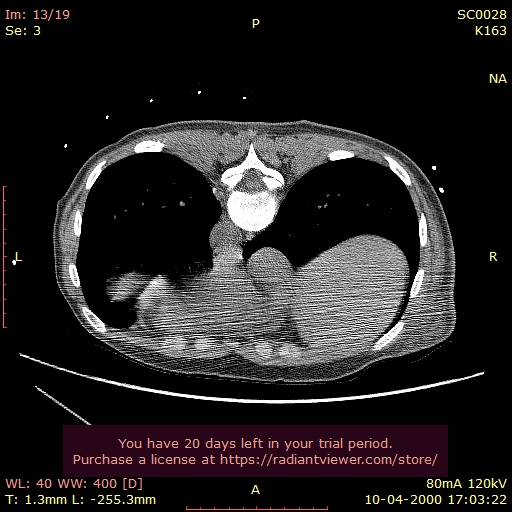 Im: 13/19
Se: 3
P
SC0028
K163
NA
L
R
You have 20 days left in your trial period.
Purchase a license at https://radiantviewer.com/store/
WL: 40 WW: 400 [D]
T: 1.3mm L: -255.3mm
A
80mA 120kV
10-04-2000 17:03:22